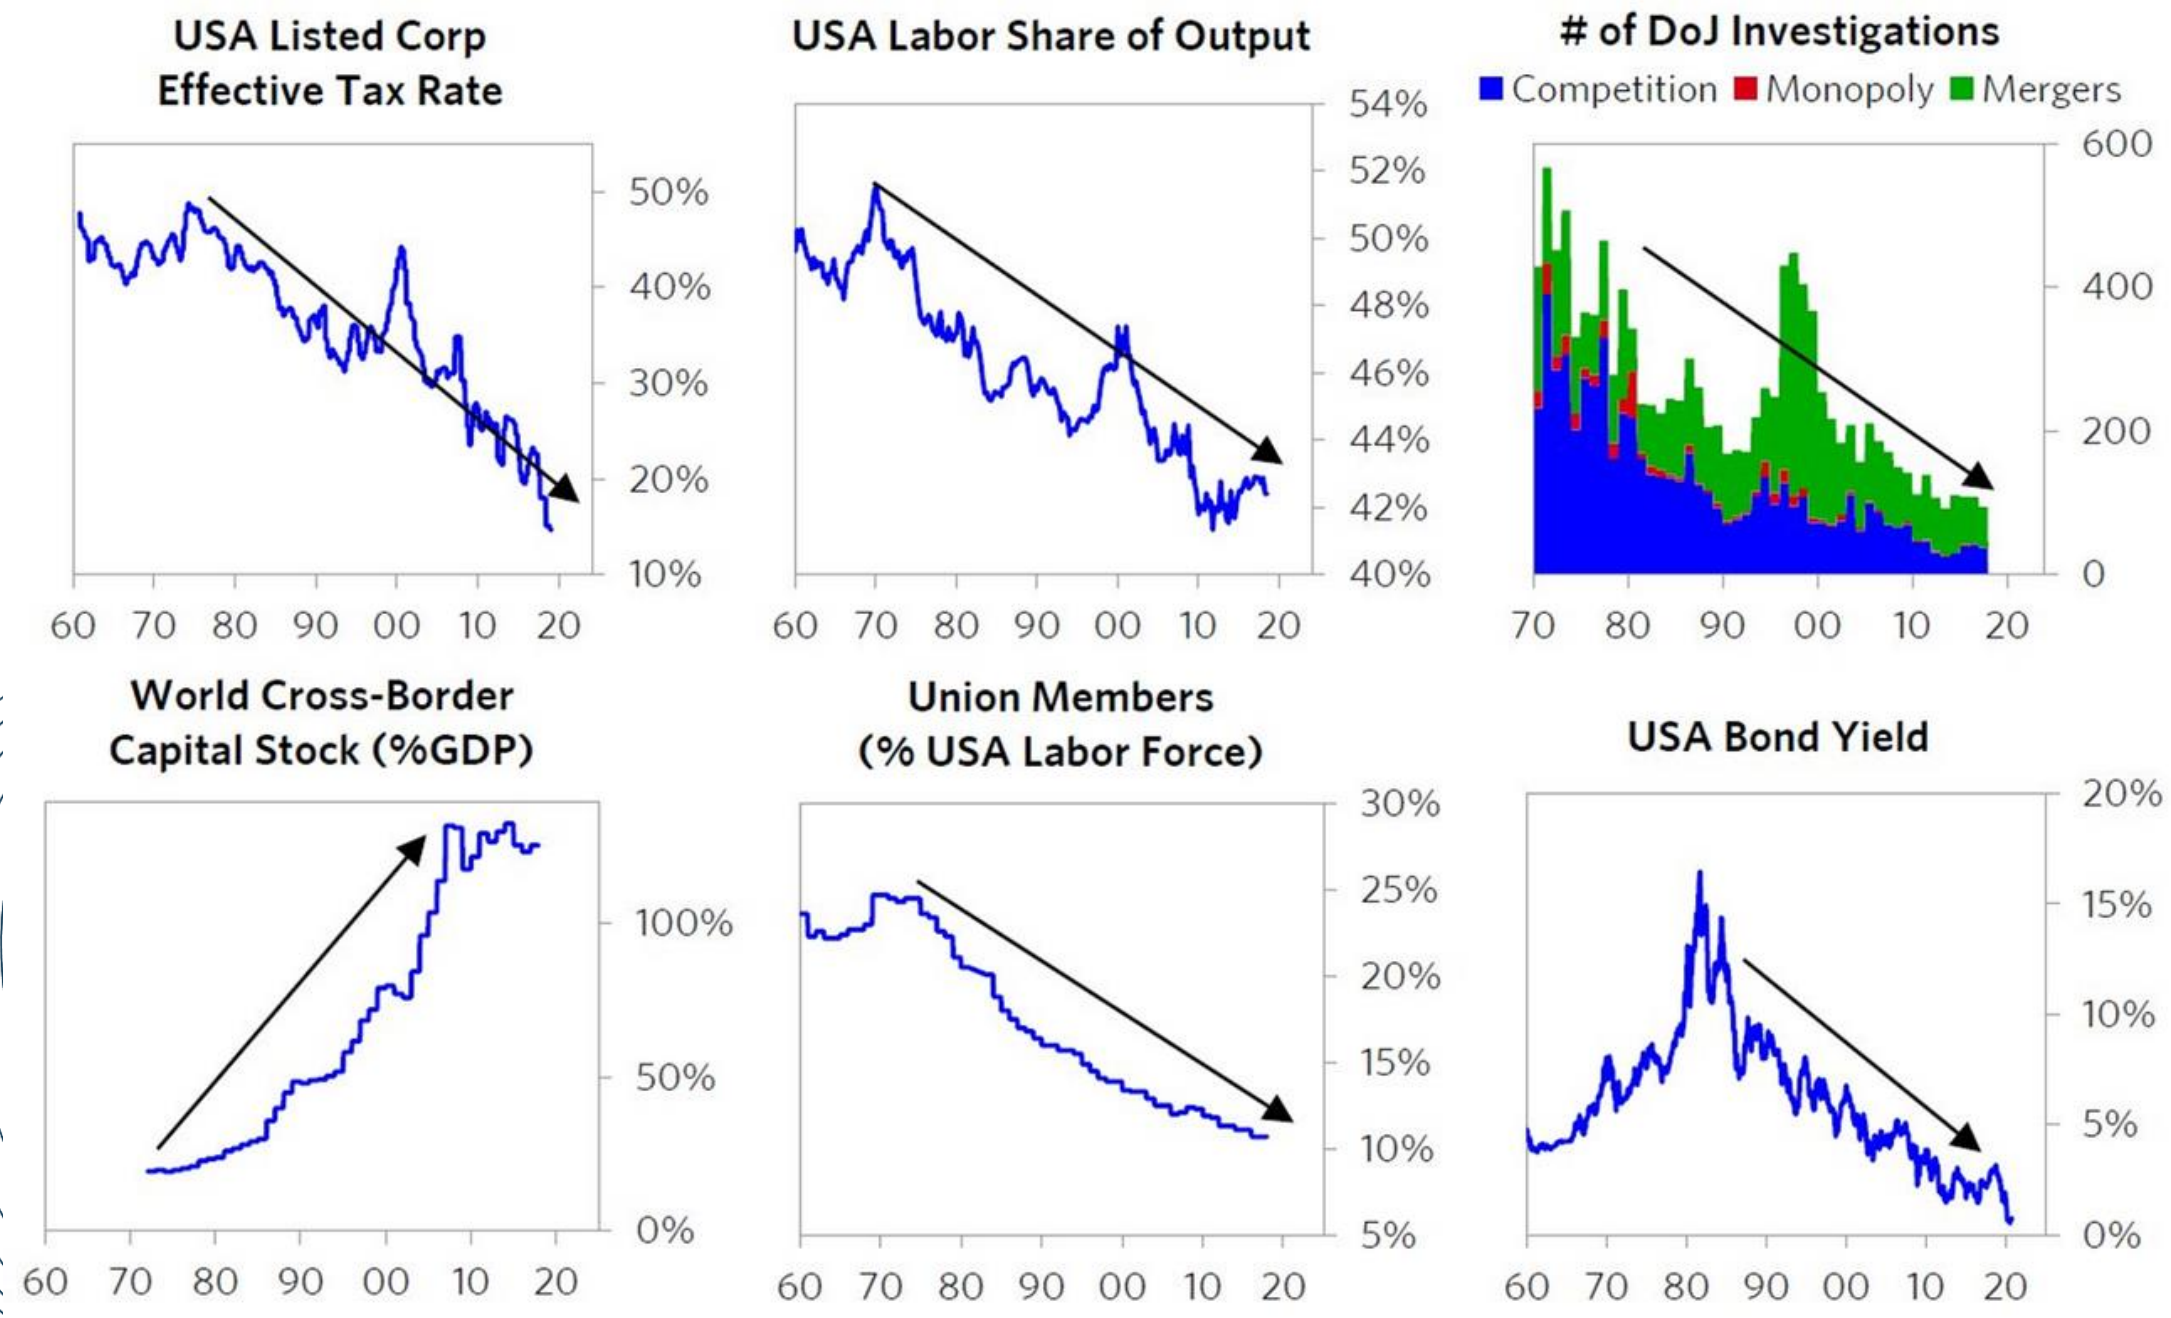 USA Listed Corp
Effective Tax Rate
50%
40%
30%
20%
10%
60 70 80 90 00 10 20
USA Labor Share of Output
54%
52%
50%
48%
46%
44%
42%
40%
60 70 80 90 00 10 20
# of DoJ Investigations
Competition Monopoly Mergers
600
400
200
0
70 80 90 00 10 20
World Cross-Border
Capital Stock (%GDP)
100%
50%
0%
60 70 80 90 00 10 20
Union Members
(% USA Labor Force)
30%
25%
20%
15%
10%
5%
60 70 80 90 00 10 20
USA Bond Yield
20%
15%
10%
5%
0%
60 70 80 90 00 10 20